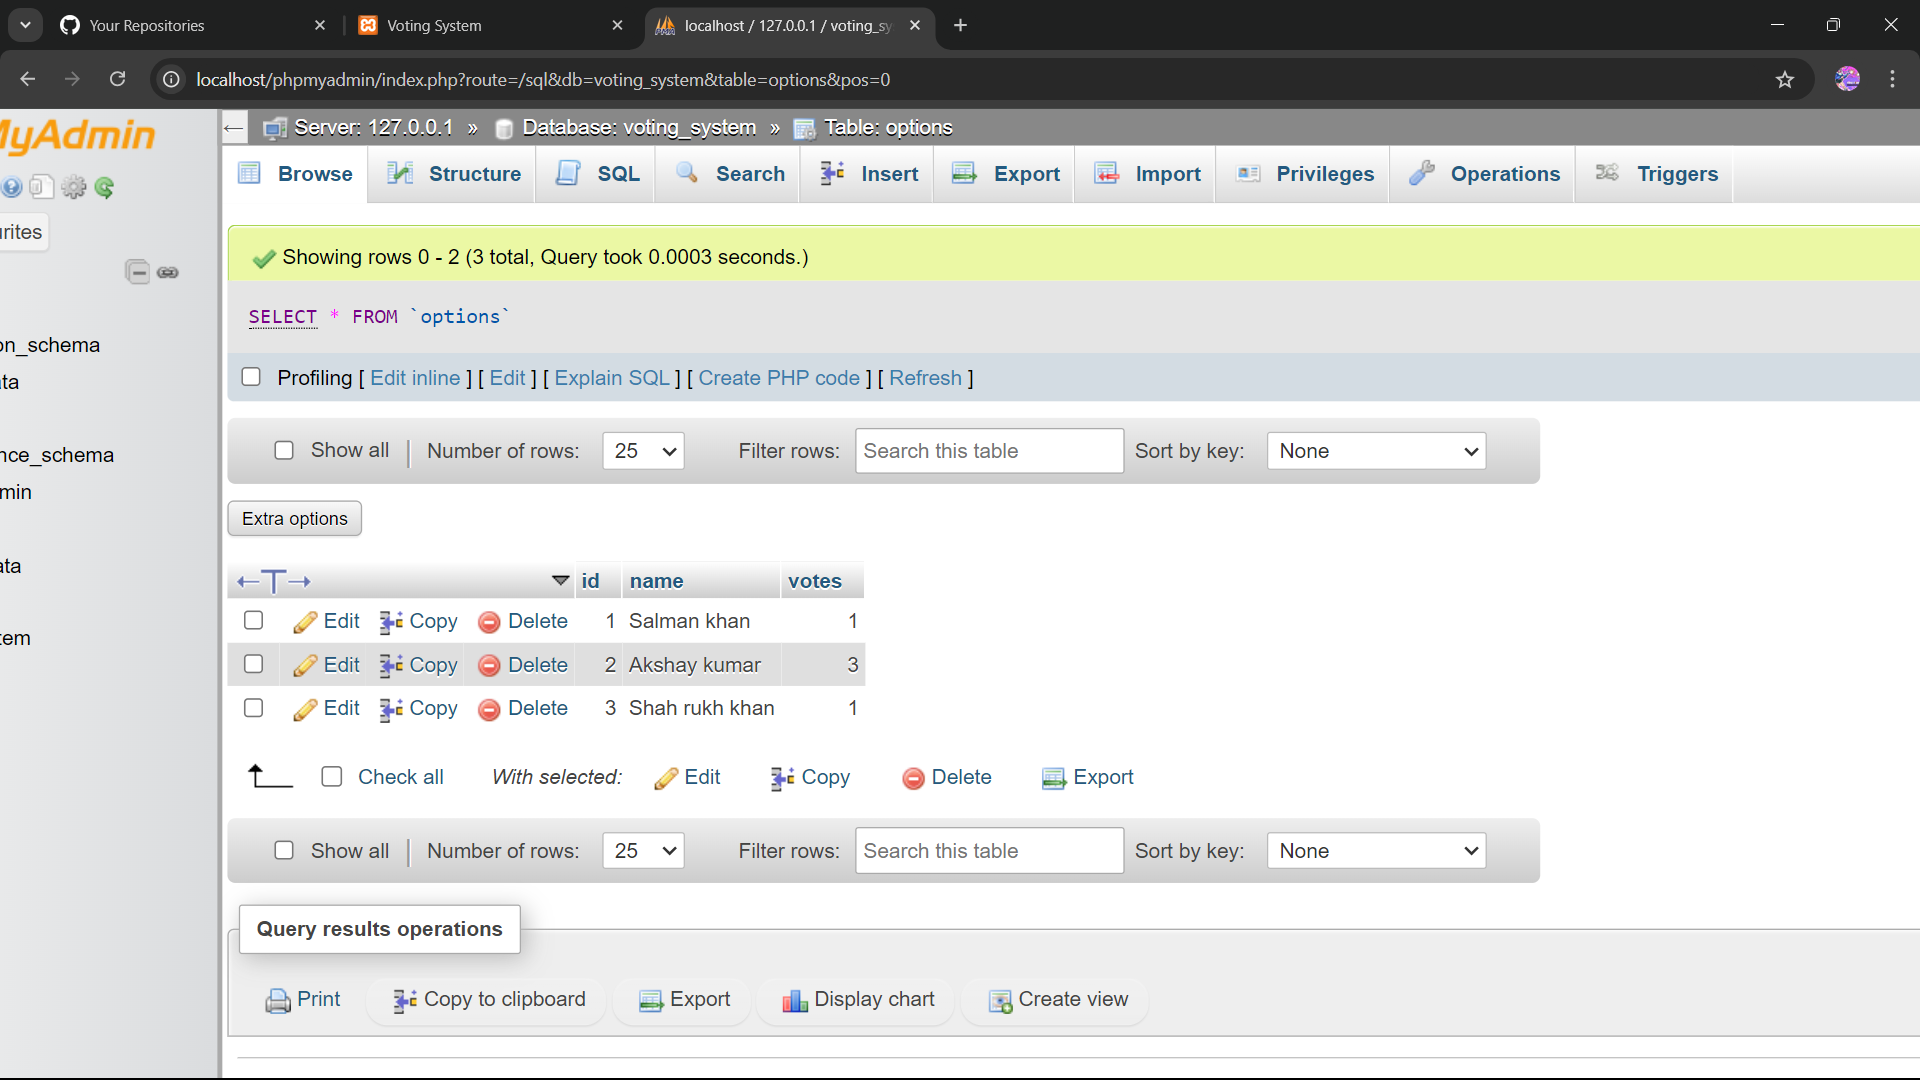 Your Repositories
Voting System
localhost / 127.0.0.1 / voting_sy
localhost/phpmyadmin/index.php?route=/sql&db=voting_system&table=options&pos=0
MyAdmin
Server: 127.0.0.1 » Database: voting_system » Table: options
Browse Structure SQL Search Insert Export Import Privileges Operations Triggers
rites
Showing rows 0 - 2 (3 total, Query took 0.0003 seconds.)
SELECT * FROM `options`
on_schema
ta
nce_schema
min
ata
tem
Profiling [ Edit inline ] [ Edit ] [ Explain SQL ] [ Create PHP code ] [ Refresh ]
Show all Number of rows: 25 Filter rows: Search this table Sort by key: None
Extra options
id name votes
Edit Copy Delete 1 Salman khan 1
Edit Copy Delete 2 Akshay kumar 3
Edit Copy Delete 3 Shah rukh khan 1
Check all With selected: Edit Copy Delete Export
Show all Number of rows: 25 Filter rows: Search this table Sort by key: None
Query results operations
Print Copy to clipboard Export Display chart Create view